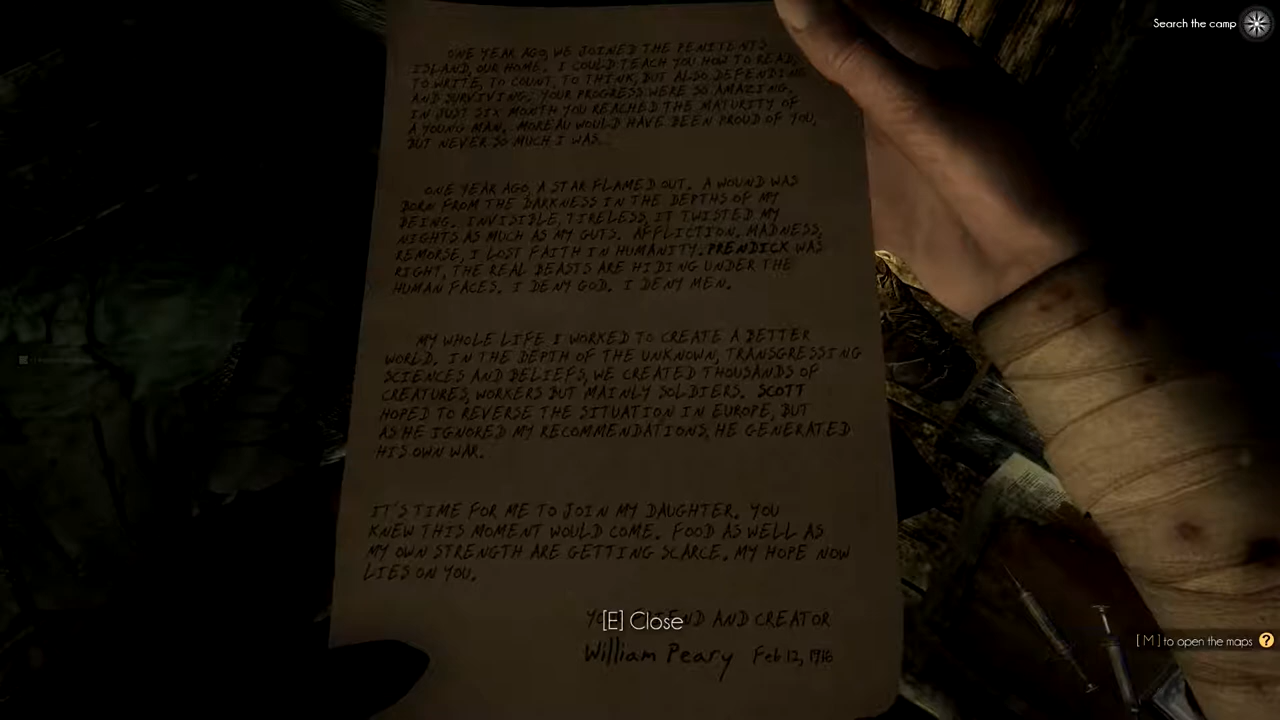 Search the camp
ONE YEAR AGO, WE JOINED THE PENITENTS
ISLAND, OUR HOME. I COULD TEACH YOU HOW TO READ,
TO WRITE, TO COUNT, TO THINK, BUT ALSO DEFENDING
AND SURVIVING; YOUR PROGRESS WERE SO AMAZING.
IN JUST SIX MONTH YOU REACHED THE MATURITY OF
A YOUNG MAN. MOREAU WOULD HAVE BEEN PROUD OF YOU,
BUT NEVER SO MUCH I WAS...
ONE YEAR AGO, A STAR FLAMED OUT. A WOUND WAS
BORN FROM THE DARKNESS IN THE DEPTHS OF MY
BEING. INVISIBLE, TIRELESS, IT TWISTED MY
NIGHTS AS MUCH AS MY GUTS. AFFLICTION, MADNESS,
REMORSE, I LOST FAITH IN HUMANITY. PRENDICK WAS
RIGHT, THE REAL BEASTS ARE HIDING UNDER THE
HUMAN FACES. I DENY GOD. I DENY MEN.
MY WHOLE LIFE I WORKED TO CREATE A BETTER
WORLD. IN THE DEPTH OF THE UNKNOWN, TRANSGRESSING
SCIENCES AND BELIEFS, WE CREATED THOUSANDS OF
CREATURES, WORKERS BUT MAINLY SOLDIERS. SCOTT
HOPED TO REVERSE THE SITUATION IN EUROPE, BUT
AS HE IGNORED MY RECOMMENDATIONS, HE GENERATED
HIS OWN WAR.
IT'S TIME FOR ME TO JOIN MY DAUGHTER. YOU
KNEW THIS MOMENT WOULD COME. FOOD AS WELL AS
MY OWN STRENGTH ARE GETTING SCARCE. MY HOPE NOW
LIES ON YOU.
AND CREATOR
[E] Close
William Peary Feb 12, 1916
[M] to open the maps ?